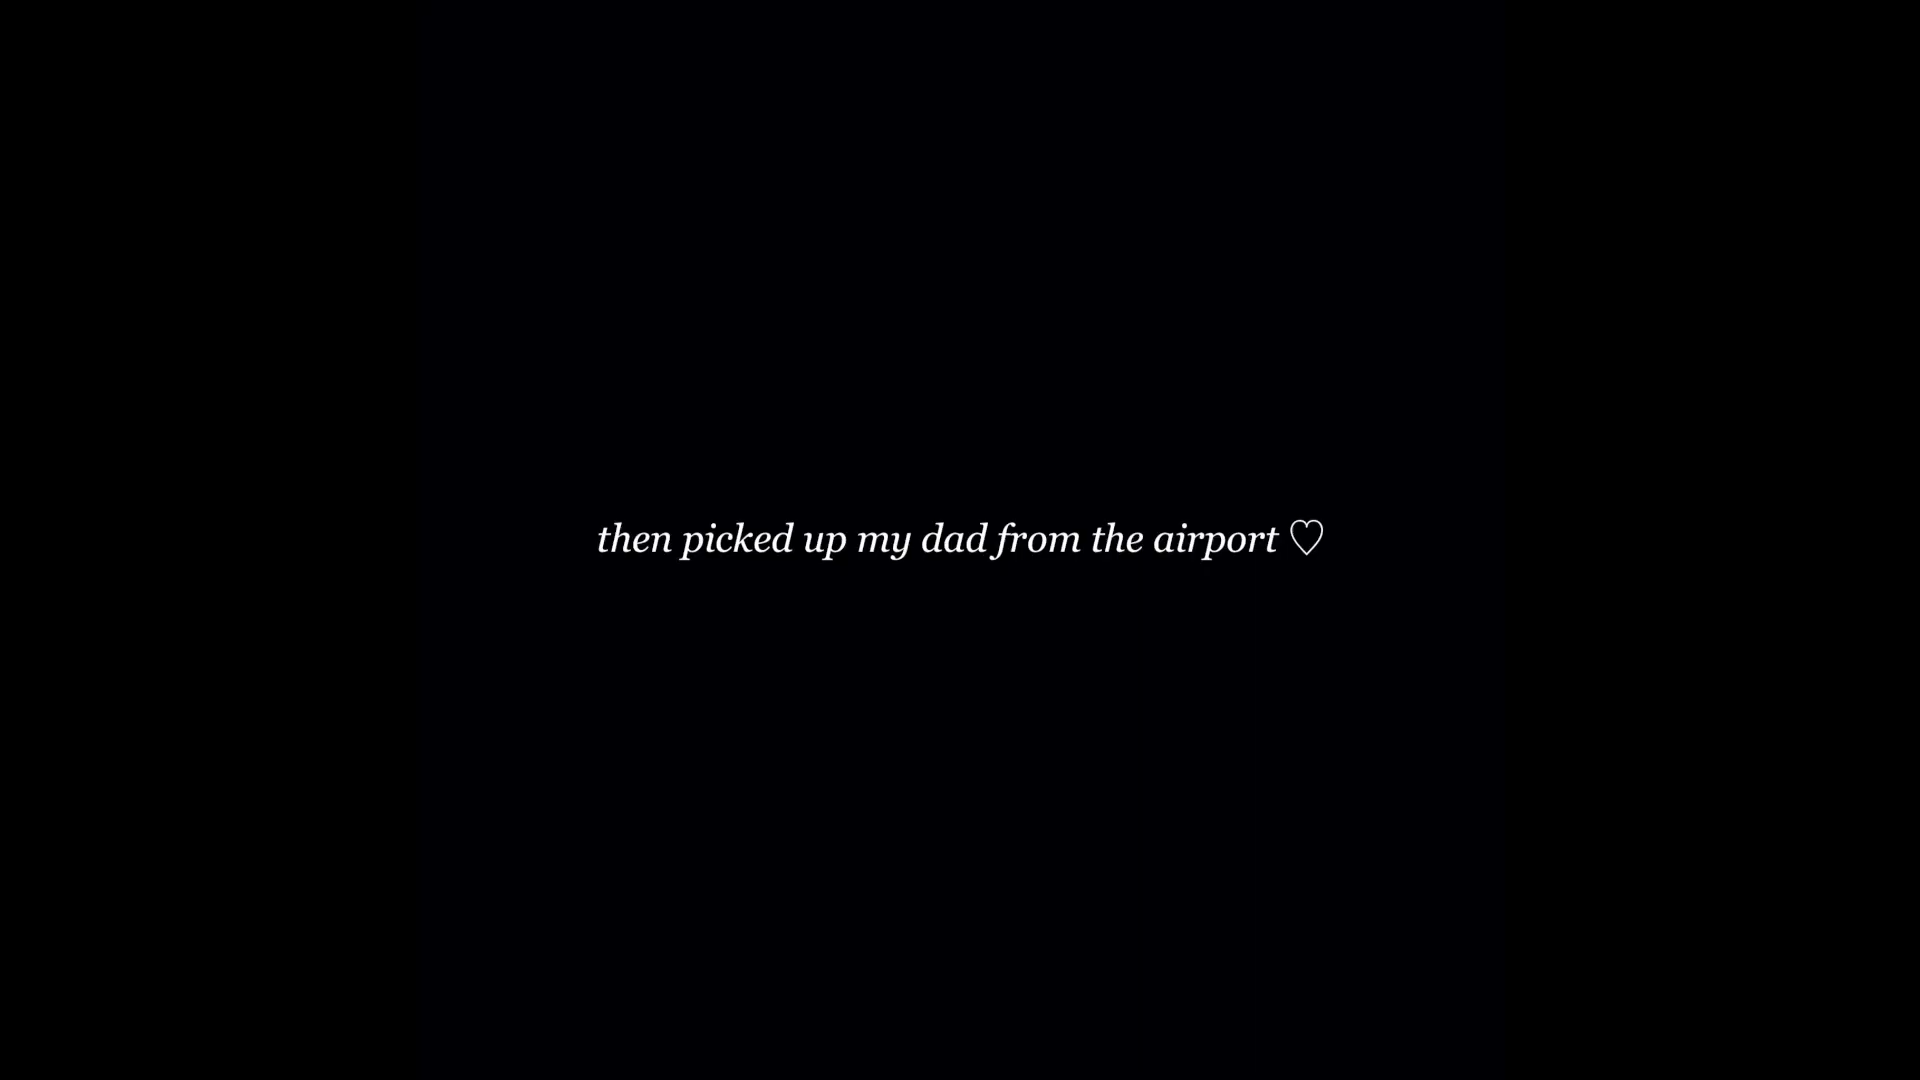 then picked up my dad from the airport ♡